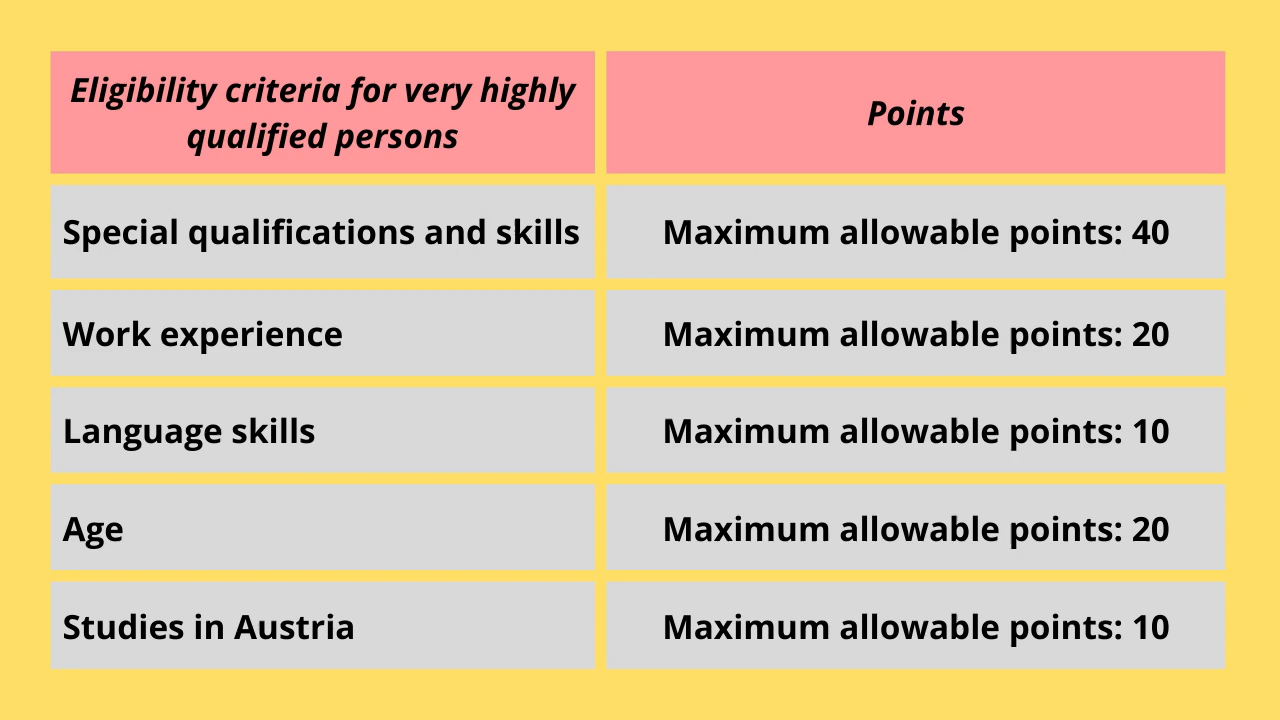 Eligibility criteria for very highly
qualified persons
Points
Special qualifications and skills
Maximum allowable points: 40
Work experience
Maximum allowable points: 20
Language skills
Maximum allowable points: 10
Age
Maximum allowable points: 20
Studies in Austria
Maximum allowable points: 10